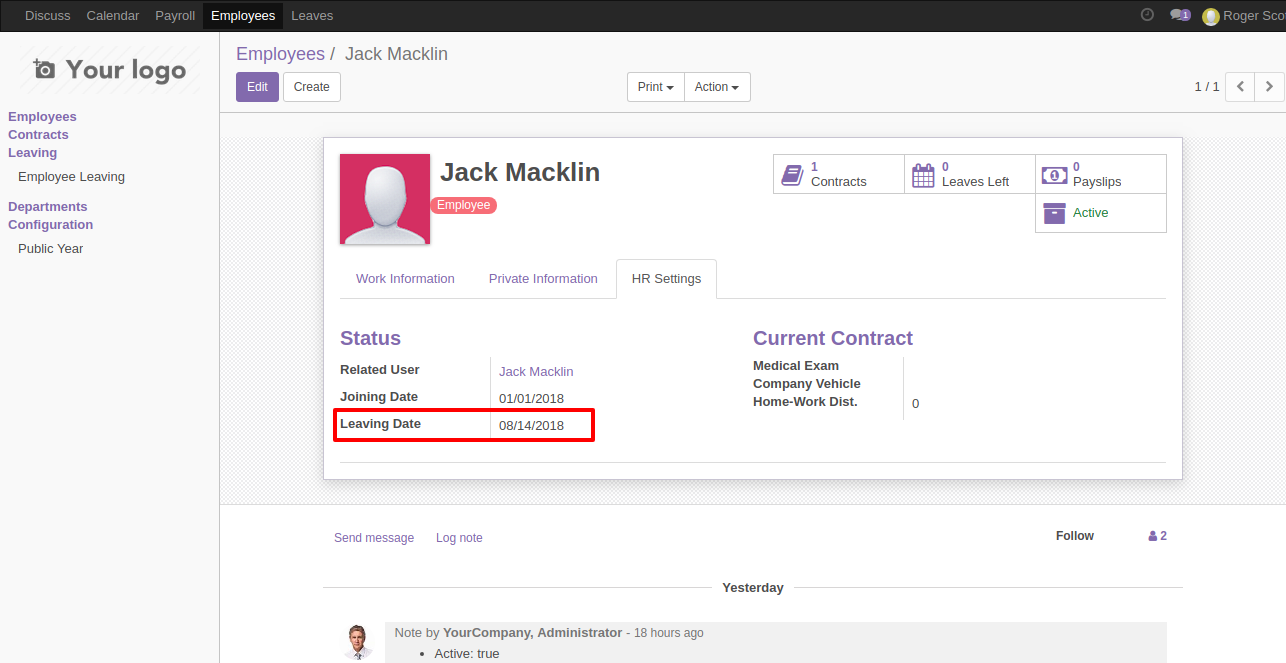 Discuss Calendar Payroll Employees Leaves 1 Roger Sco
Your logo
Employees
Contracts
Leaving
Employee Leaving
Departments
Configuration
Public Year
Employees / Jack Macklin
Edit Create Print Action 1 / 1
Jack Macklin
Employee
1
Contracts
0
Leaves Left
1
0
Payslips
Active
Work Information Private Information HR Settings
Status
Related User Jack Macklin
Joining Date 01/01/2018
Leaving Date 08/14/2018
Current Contract
Medical Exam
Company Vehicle
Home-Work Dist. 0
Send message Log note Follow 2
Yesterday
Note by YourCompany, Administrator - 18 hours ago
• Active: true